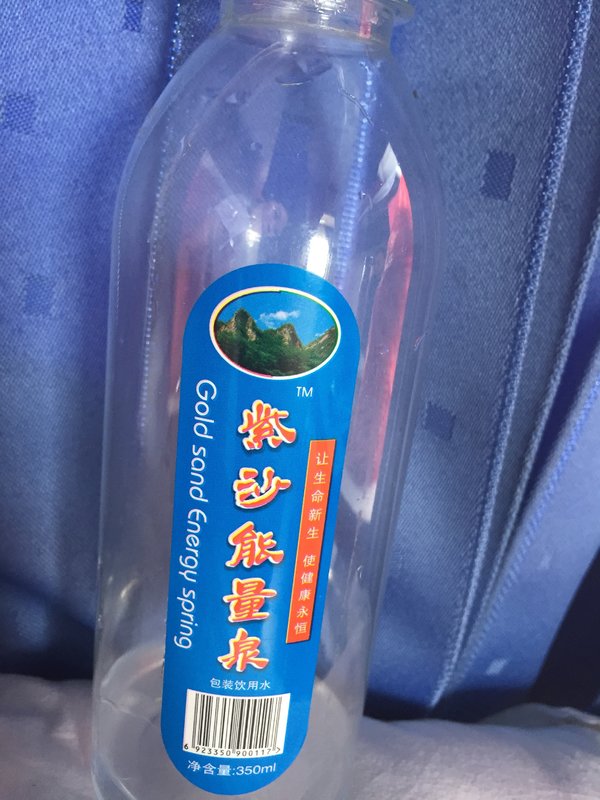 TM
紫沙能量泉
让生命新生 使健康永恒
Gold sand Energy spring
包装饮用水
6 923350 900117 >
净含量:350ml